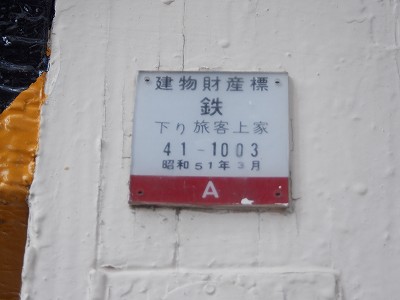 建物財産標
鉄
下り旅客上家
41-1003
昭和51年3月
A